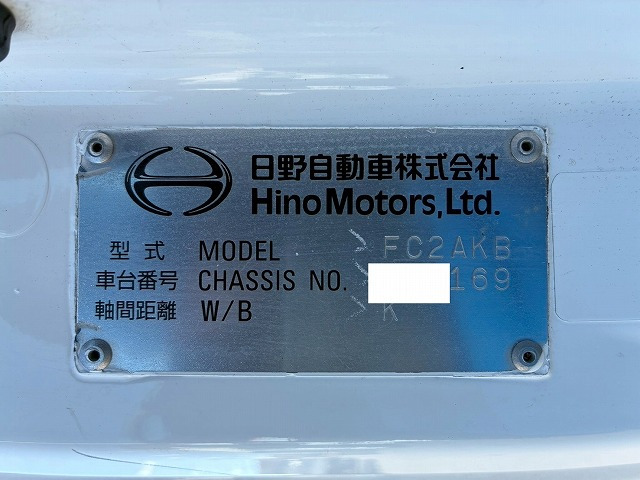 日野自動車株式会社
Hino Motors, Ltd.
型式 MODEL FC2AKB
車台番号 CHASSIS NO. 169
軸間距離 W/B K